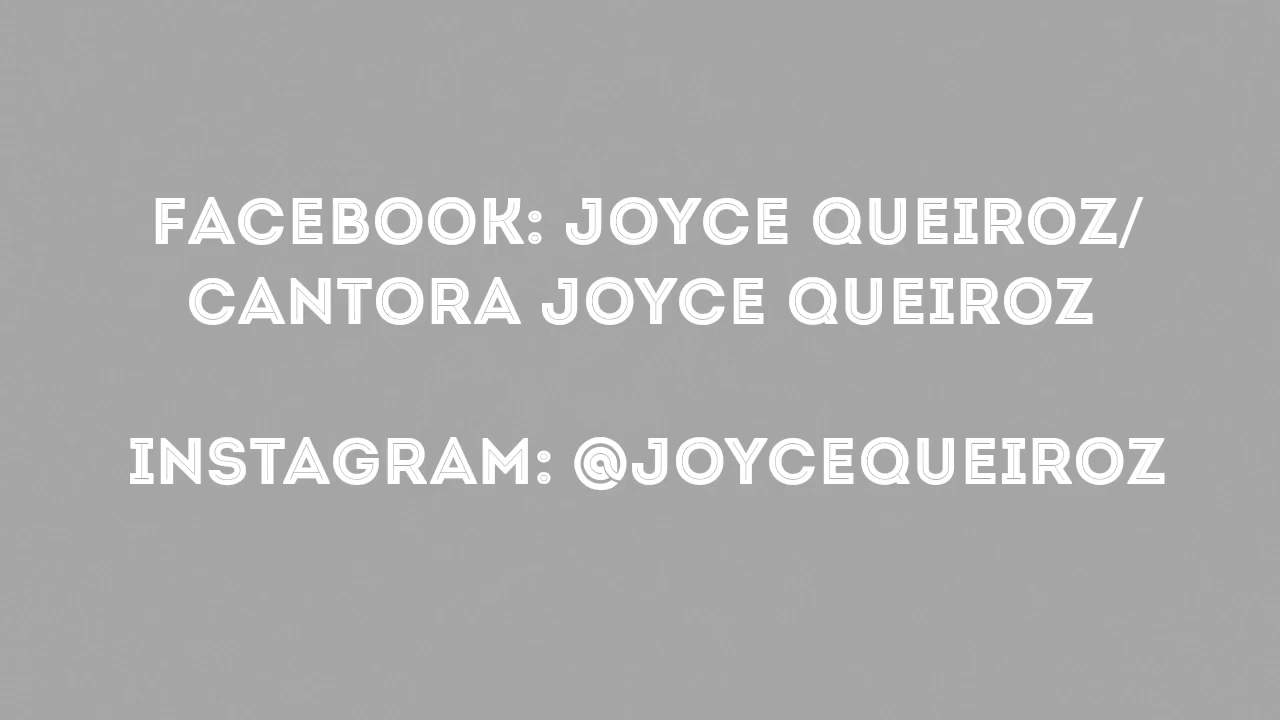 FACEBOOK: JOYCE QUEIROZ/
CANTORA JOYCE QUEIROZ
INSTAGRAM: @JOYCEQUEIROZ